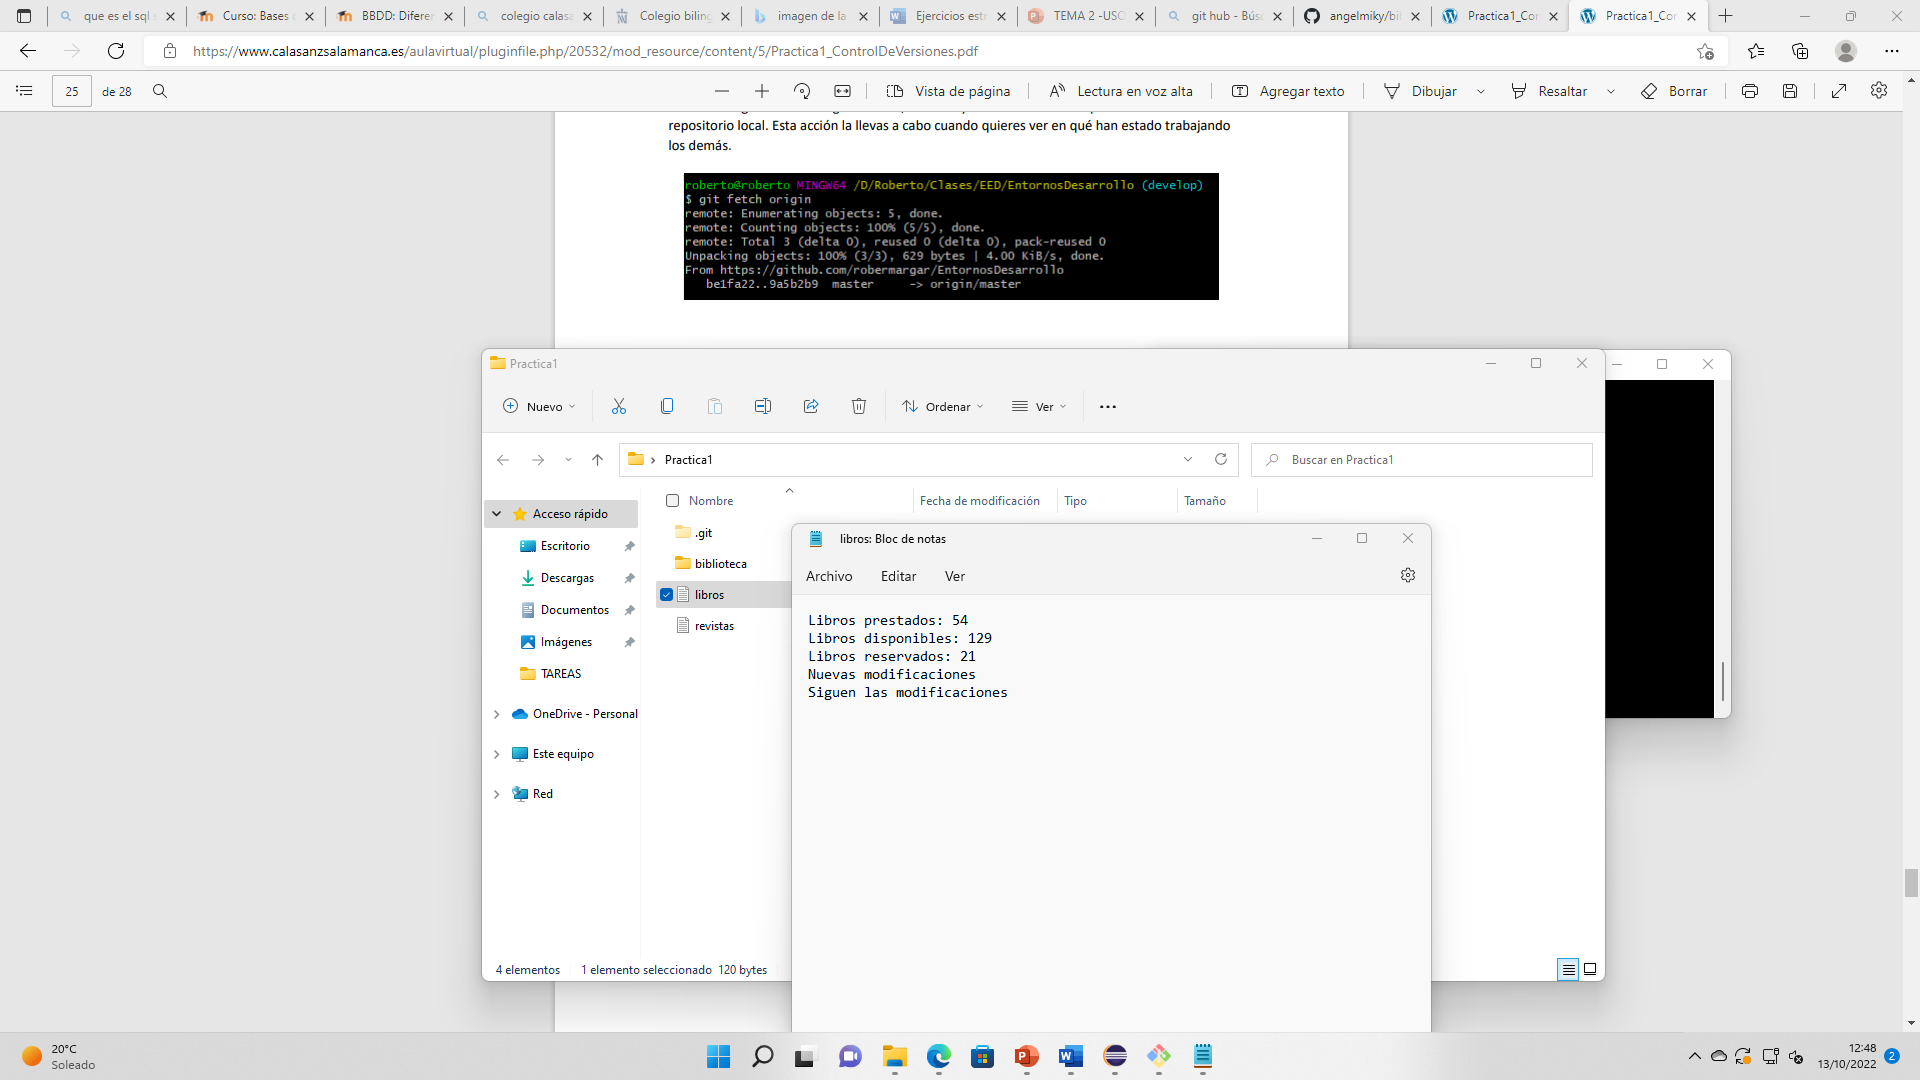 que es el sql s
Curso: Bases
BBDD: Diferen
colegio calasa
Colegio biling
imagen de la
Ejercicios estr
TEMA 2 -USO
git hub - Búsq
angelmiky/bib
Practica1_Con
Practica1_Con
https://www.calasanzsalamanca.es/aulavirtual/pluginfile.php/20532/mod_resource/content/5/Practica1_ControlDeVersiones.pdf
25 de 28
Vista de página
Lectura en voz alta
Agregar texto
Dibujar
Resaltar
Borrar
repositorio local. Esta acción la llevas a cabo cuando quieres ver en qué han estado trabajando
los demás.
roberto@roberto MINGW64 /D/Roberto/Clases/EED/EntornosDesarrollo (develop)
$ git fetch origin
remote: Enumerating objects: 5, done.
remote: Counting objects: 100% (5/5), done.
remote: Total 3 (delta 0), reused 0 (delta 0), pack-reused 0
Unpacking objects: 100% (3/3), 629 bytes | 4.00 KiB/s, done.
From https://github.com/robermargar/EntornosDesarrollo
be1fa22..9a5b2b9 master -> origin/master
Practica1
Nuevo
Ordenar
Ver
Practica1
Buscar en Practica1
Nombre
Fecha de modificación
Tipo
Tamaño
Acceso rápido
Escritorio
Descargas
Documentos
Imágenes
TAREAS
OneDrive - Personal
Este equipo
Red
.git
biblioteca
libros
revistas
libros: Bloc de notas
Archivo
Editar
Ver
Libros prestados: 54
Libros disponibles: 129
Libros reservados: 21
Nuevas modificaciones
Siguen las modificaciones
4 elementos
1 elemento seleccionado 120 bytes
20°C
Soleado
12:48
13/10/2022
2